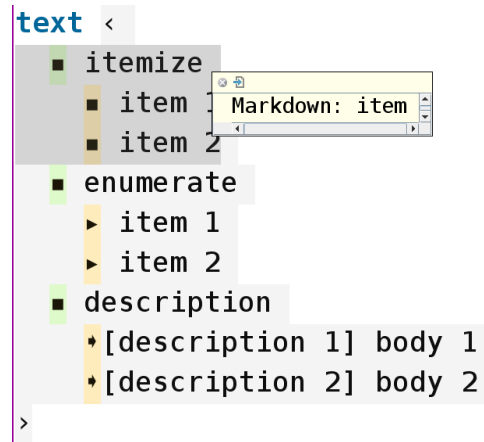 text ‹
▪ itemize
▪ item 1
▪ item 2
Markdown: item
▪ enumerate
▸ item 1
▸ item 2
▪ description
➧[description 1] body 1
➧[description 2] body 2
›